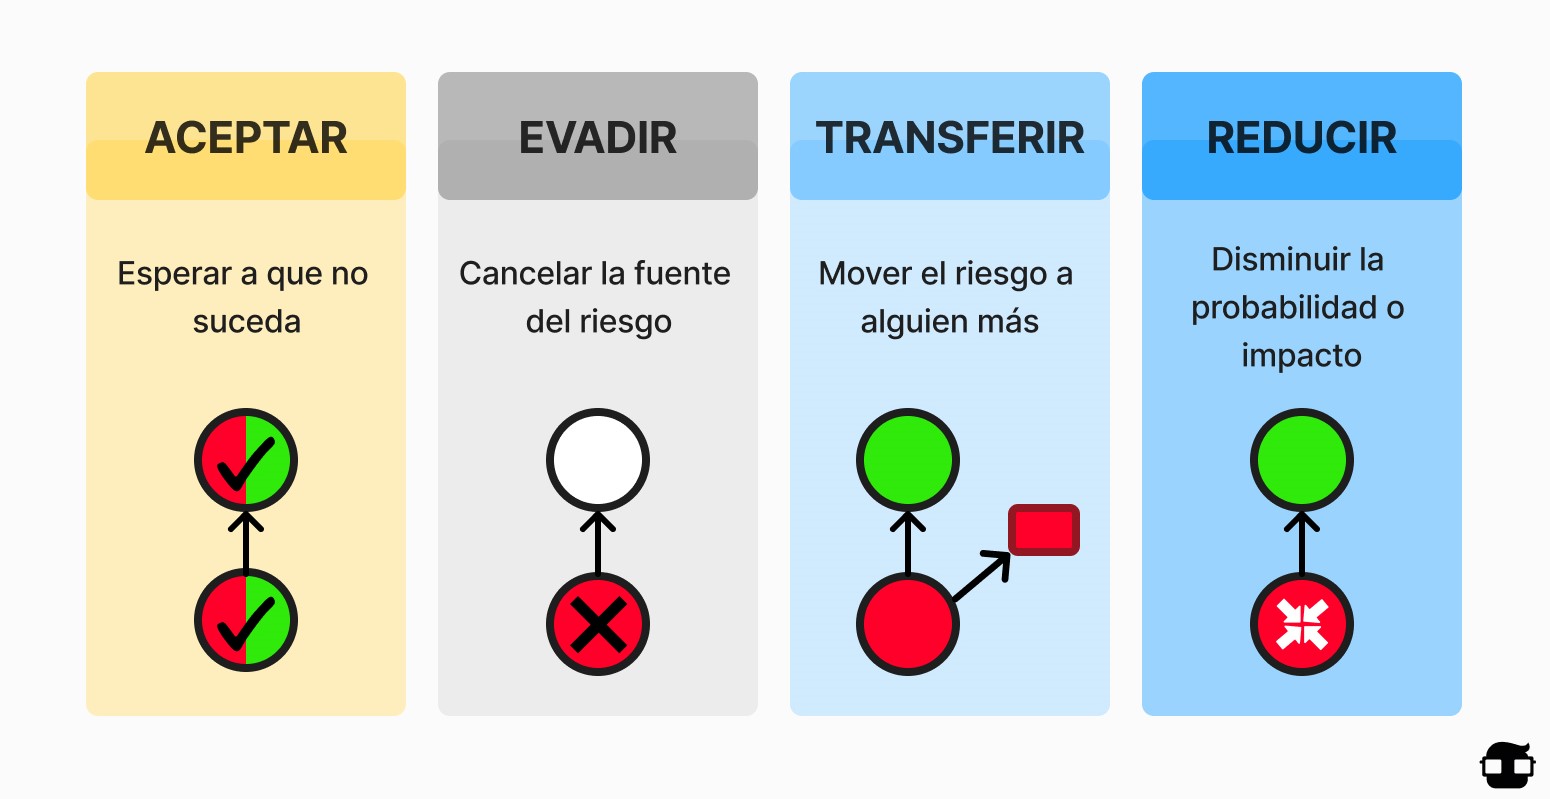 ACEPTAR
Esperar a que no
suceda
EVADIR
Cancelar la fuente
del riesgo
TRANSFERIR
Mover el riesgo a
alguien más
REDUCIR
Disminuir la
probabilidad o
impacto